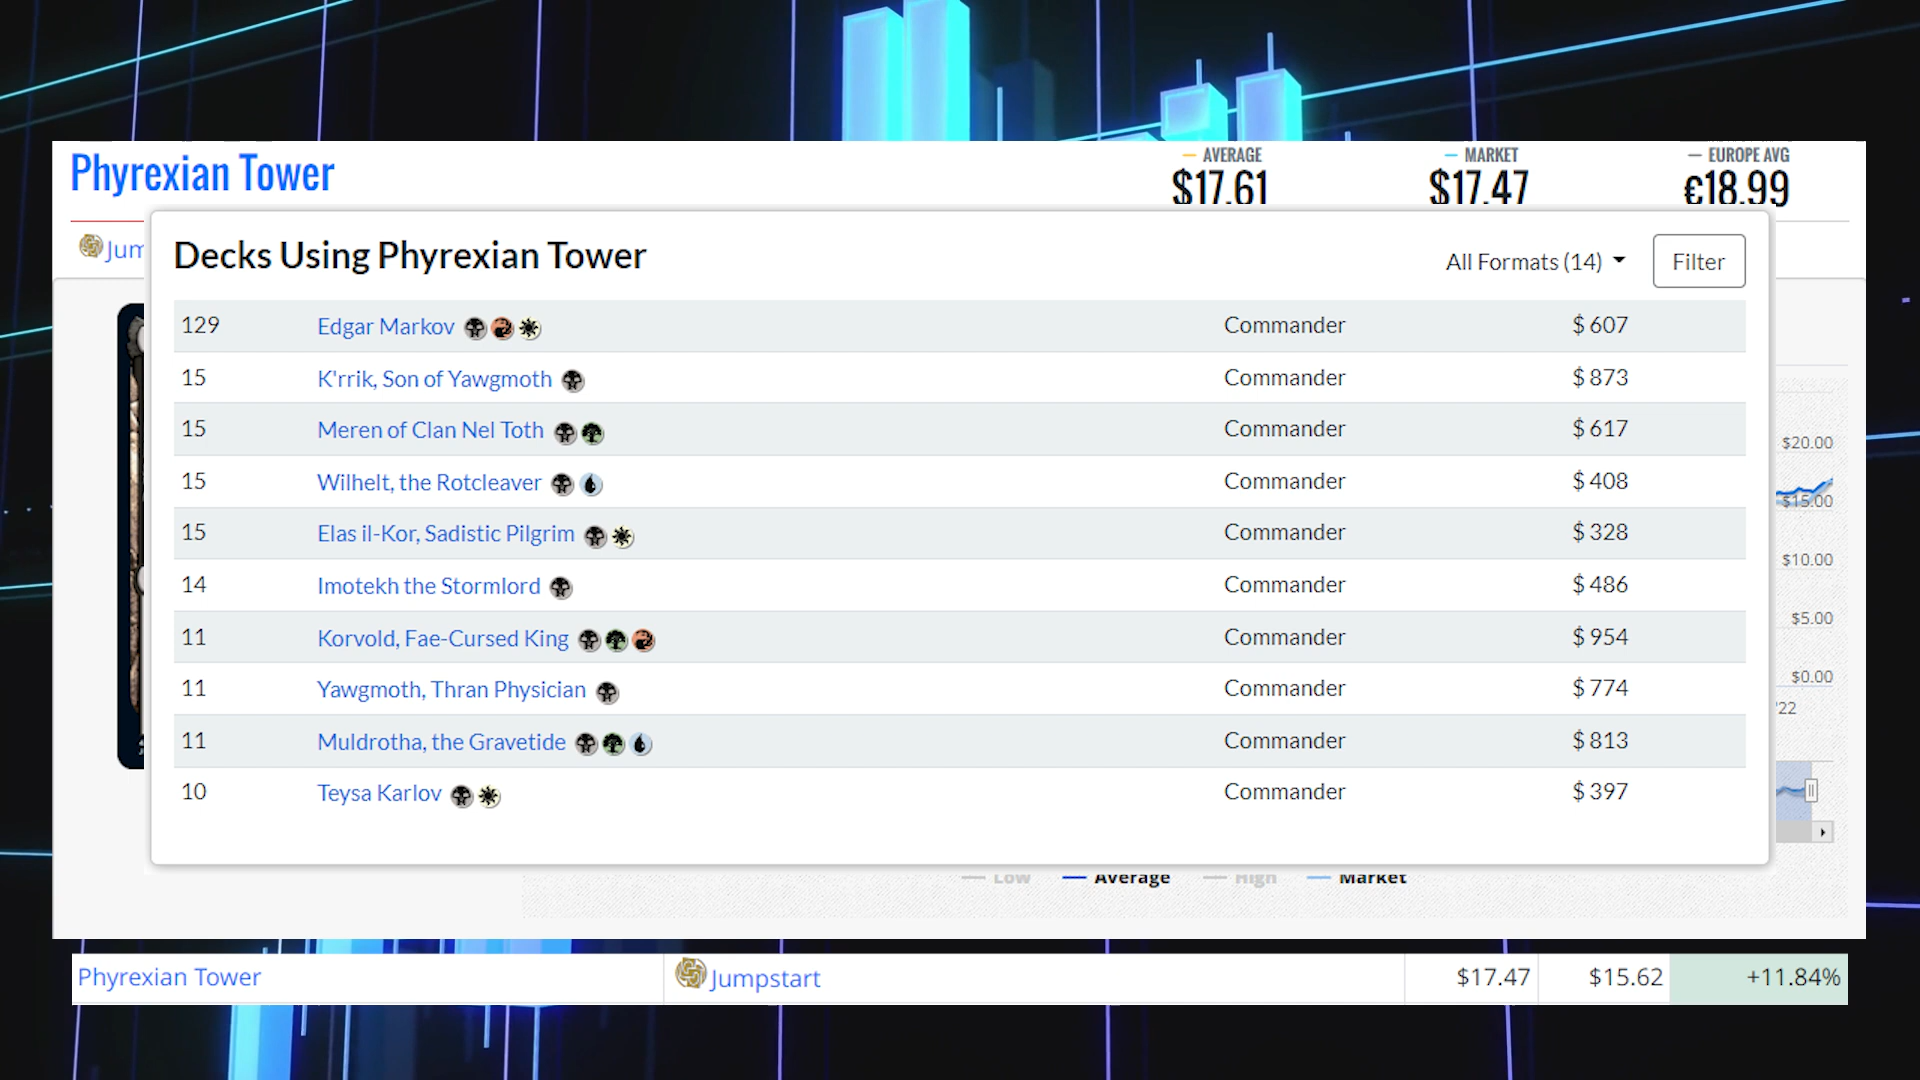 Phyrexian Tower
AVERAGE
$17.61
MARKET
$17.47
EUROPE AVG
€18.99
Jum
Decks Using Phyrexian Tower
All Formats (14)
Filter
129 Edgar Markov Commander $ 607
15 K'rrik, Son of Yawgmoth Commander $ 873
15 Meren of Clan Nel Toth Commander $ 617
15 Wilhelt, the Rotcleaver Commander $ 408
15 Elas il-Kor, Sadistic Pilgrim Commander $ 328
14 Imotekh the Stormlord Commander $ 486
11 Korvold, Fae-Cursed King Commander $ 954
11 Yawgmoth, Thran Physician Commander $ 774
11 Muldrotha, the Gravetide Commander $ 813
10 Teysa Karlov Commander $ 397
$20.00
$15.00
$10.00
$5.00
$0.00
'22
Low Average High Market
Phyrexian Tower Jumpstart $17.47 $15.62 +11.84%